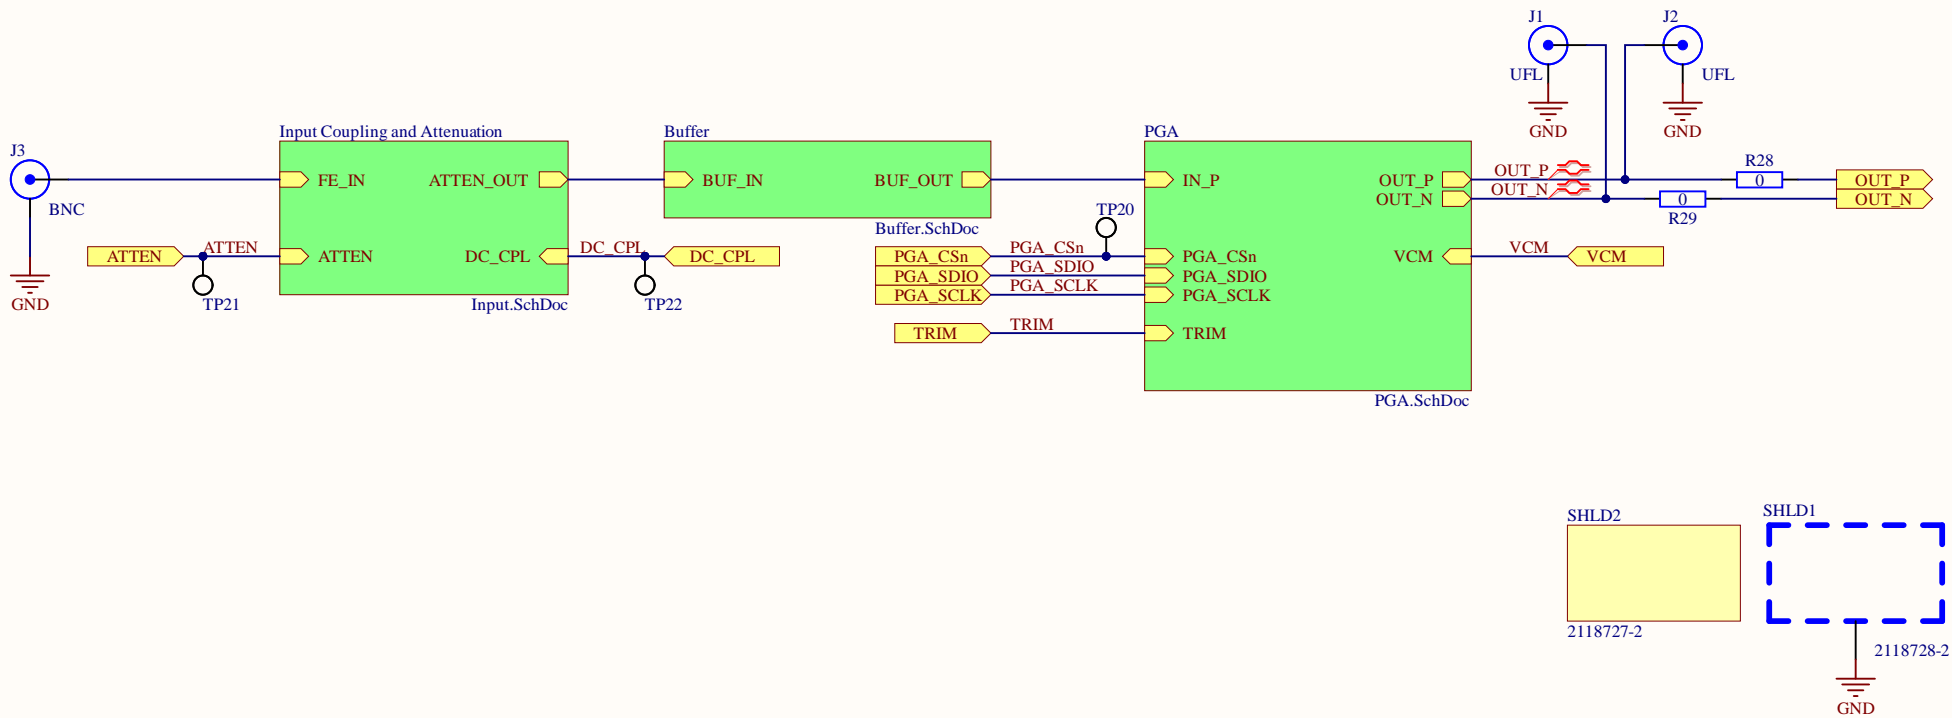 J1
J2
UFL
UFL
GND
GND
Input Coupling and Attenuation
Buffer
PGA
J3
BNC
GND
FE_IN
ATTEN_OUT
BUF_IN
BUF_OUT
IN_P
OUT_P
OUT_N
OUT_P
OUT_N
R28
0
0
R29
OUT_P
OUT_N
ATTEN
ATTEN
ATTEN
TP21
DC_CPL
DC_CPL
DC_CPL
TP22
Input.SchDoc
Buffer.SchDoc
TP20
PGA_CSn
PGA_CSn
PGA_CSn
PGA_SDIO
PGA_SDIO
PGA_SDIO
PGA_SCLK
PGA_SCLK
PGA_SCLK
TRIM
TRIM
TRIM
VCM
VCM
VCM
PGA.SchDoc
SHLD2
2118727-2
SHLD1
2118728-2
GND